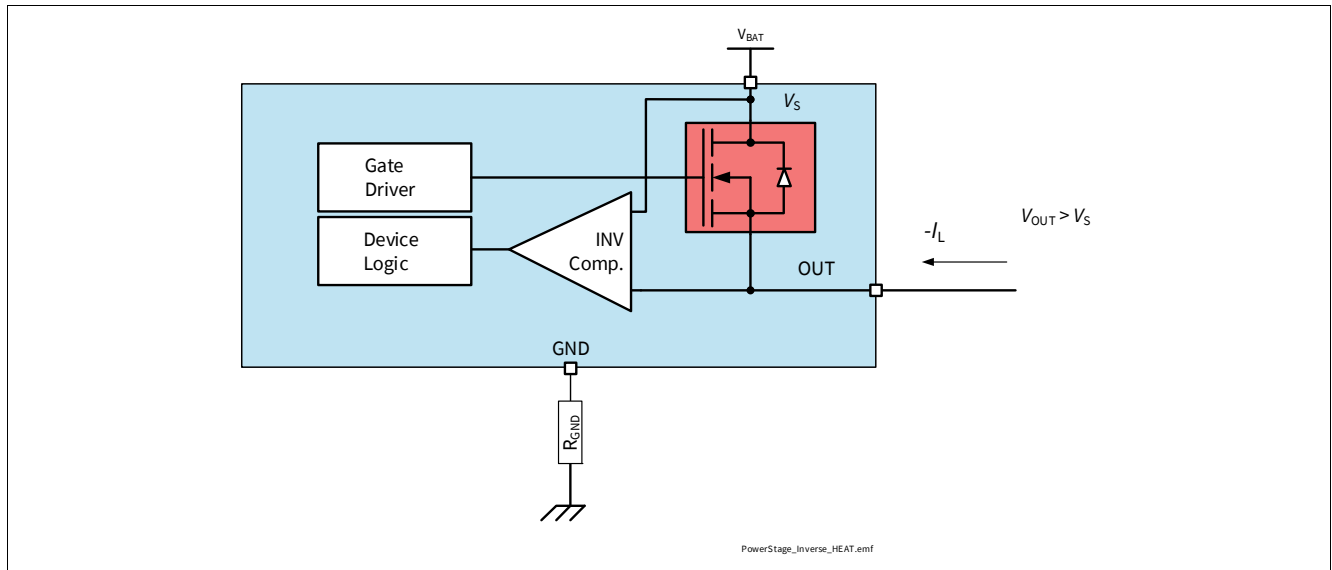 VBAT
VS
Gate
Driver
INV
Comp.
Device
Logic
VOUT > VS
-IL
OUT
GND
RGND
PowerStage_Inverse_HEAT.emf